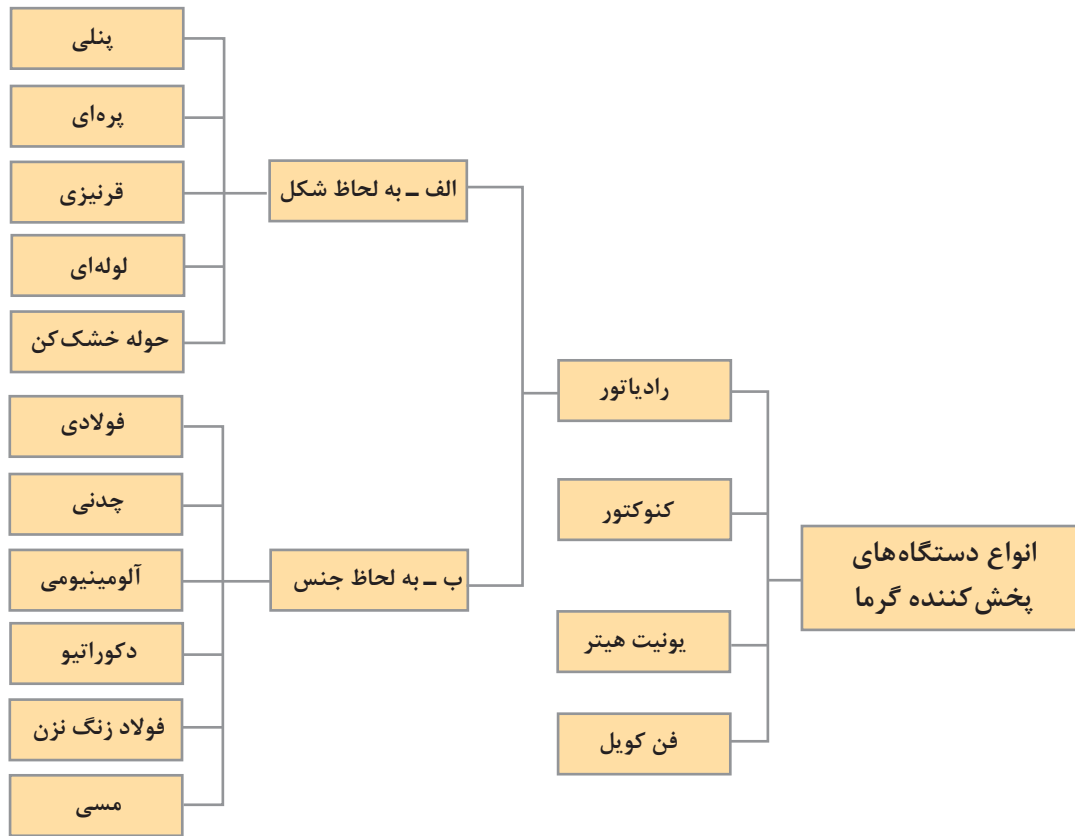 انواع دستگاه‌های
پخش‌کننده گرما
رادیاتور
کنوکتور
یونیت هیتر
فن کویل
الف ـ به لحاظ شکل
پنلی
پره‌ای
قرنیزی
لوله‌ای
حوله خشک‌کن
ب ـ به لحاظ جنس
فولادی
چدنی
آلومینیومی
دکوراتیو
فولاد زنگ نزن
مسی